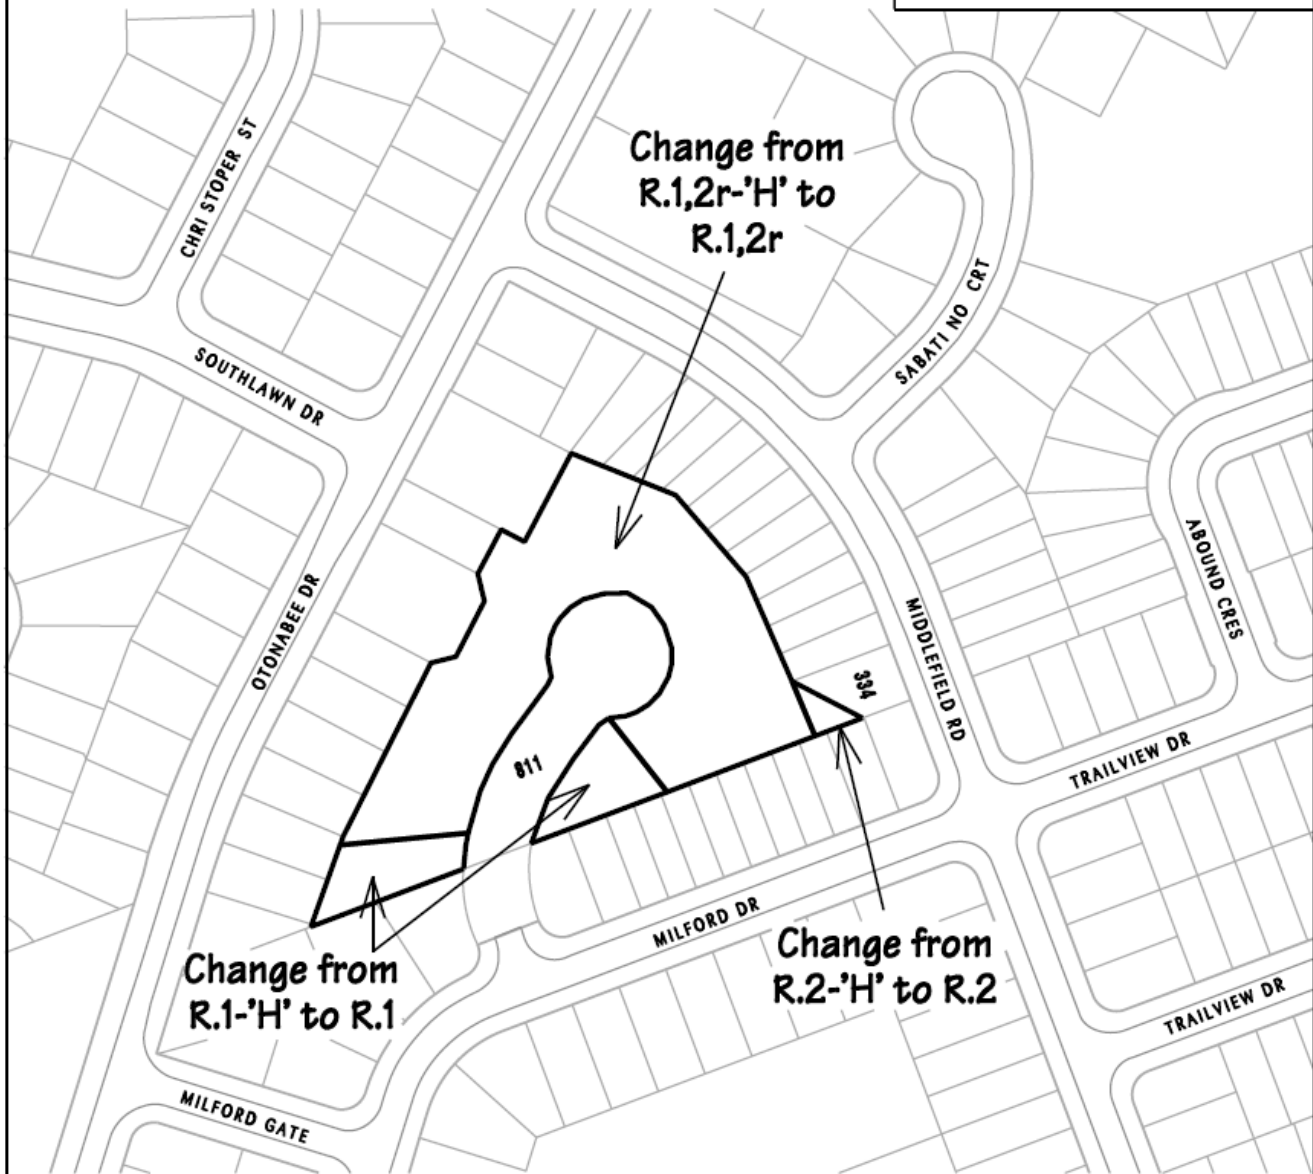 Change from
R.1,2r-'H' to
R.1,2r
CHRI STOPER ST
SABATI NO CRT
SOUTHLAWN DR
ABOUND CRES
OTONABEE DR
MIDDLEFIELD RD
334
811
TRAILVIEW DR
MILFORD DR
Change from
R.2-'H' to R.2
Change from
R.1-'H' to R.1
TRAILVIEW DR
MILFORD GATE